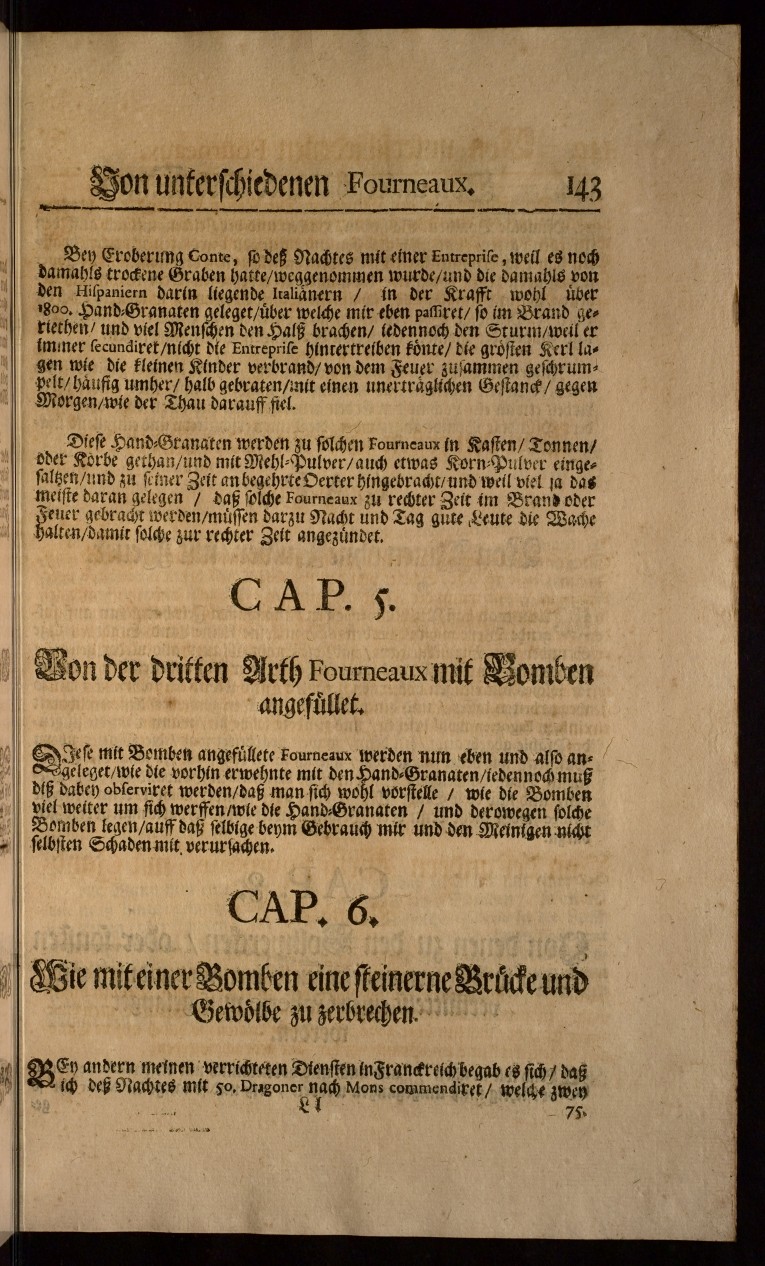 Von unterschiedenen Fourneaux. 143
Bey Eroberung Conte, so deß Nachtes mit einer Entreprise, weil es noch
damahls trockene Graben hatte/weggenommen wurde/und die damahls von
den Hispaniern darin liegende Italiänern / in der Krafft wohl über
1800. Hand-Granaten geleget/über welche mir eben passiret/ so im Brand ge-
riethen/ und viel Menschen den Halß brachen/ iedennoch den Sturm/weil er
immer secundiret/nicht die Entreprise hintertreiben könte/ die grösten Kerl la-
gen wie die kleinen Kinder verbrand/ von dem Feuer zusammen geschrum-
pelt/häuffig umher/ halb gebraten/mit einen unerträglichen Gestanck/ gegen
Morgen/wie der Thau darauff fiel.
Diese Hand-Granaten werden zu solchen Fourneaux in Kasten/ Tonnen/
oder Körbe gethan/und mit Mehl-Pulver/auch etwas Korn-Pulver einge-
saltzen/und zu seiner Zeit an begehrte Oerter hingebracht/und weil viel ja das
meiste daran gelegen / daß solche Fourneaux zu rechter Zeit im Brand oder
Feuer gebracht werden/müssen darzu Nacht und Tag gute Leute die Wache
halten/damit solche zur rechter Zeit angezündet.
CAP. 5.
Von der dritten Arth Fourneaux mit Bomben
angefüllet.
DIese mit Bomben angefüllete Fourneaux werden nun eben und also an-
geleget/wie die vorhin erwehnte mit den Hand-Granaten/iedennoch muß
diß dabey observiret werden/daß man sich wohl vorstelle / wie die Bomben
viel weiter um sich werffen/wie die Hand-Granaten / und derowegen solche
Bomben legen/auff daß selbige beym Gebrauch mir und den Meinigen nicht
selbsten Schaden mit verursachen.
CAP. 6.
Wie mit einer Bomben eine steinerne Brücke und
Gewölbe zu zerbrechen.
BEy andern meinen verrichteten Diensten in Franckreich begab es sich/ daß
ich deß Nachtes mit 50. Dragoner nach Mons commendiret/ welche zwey
Ll
75.